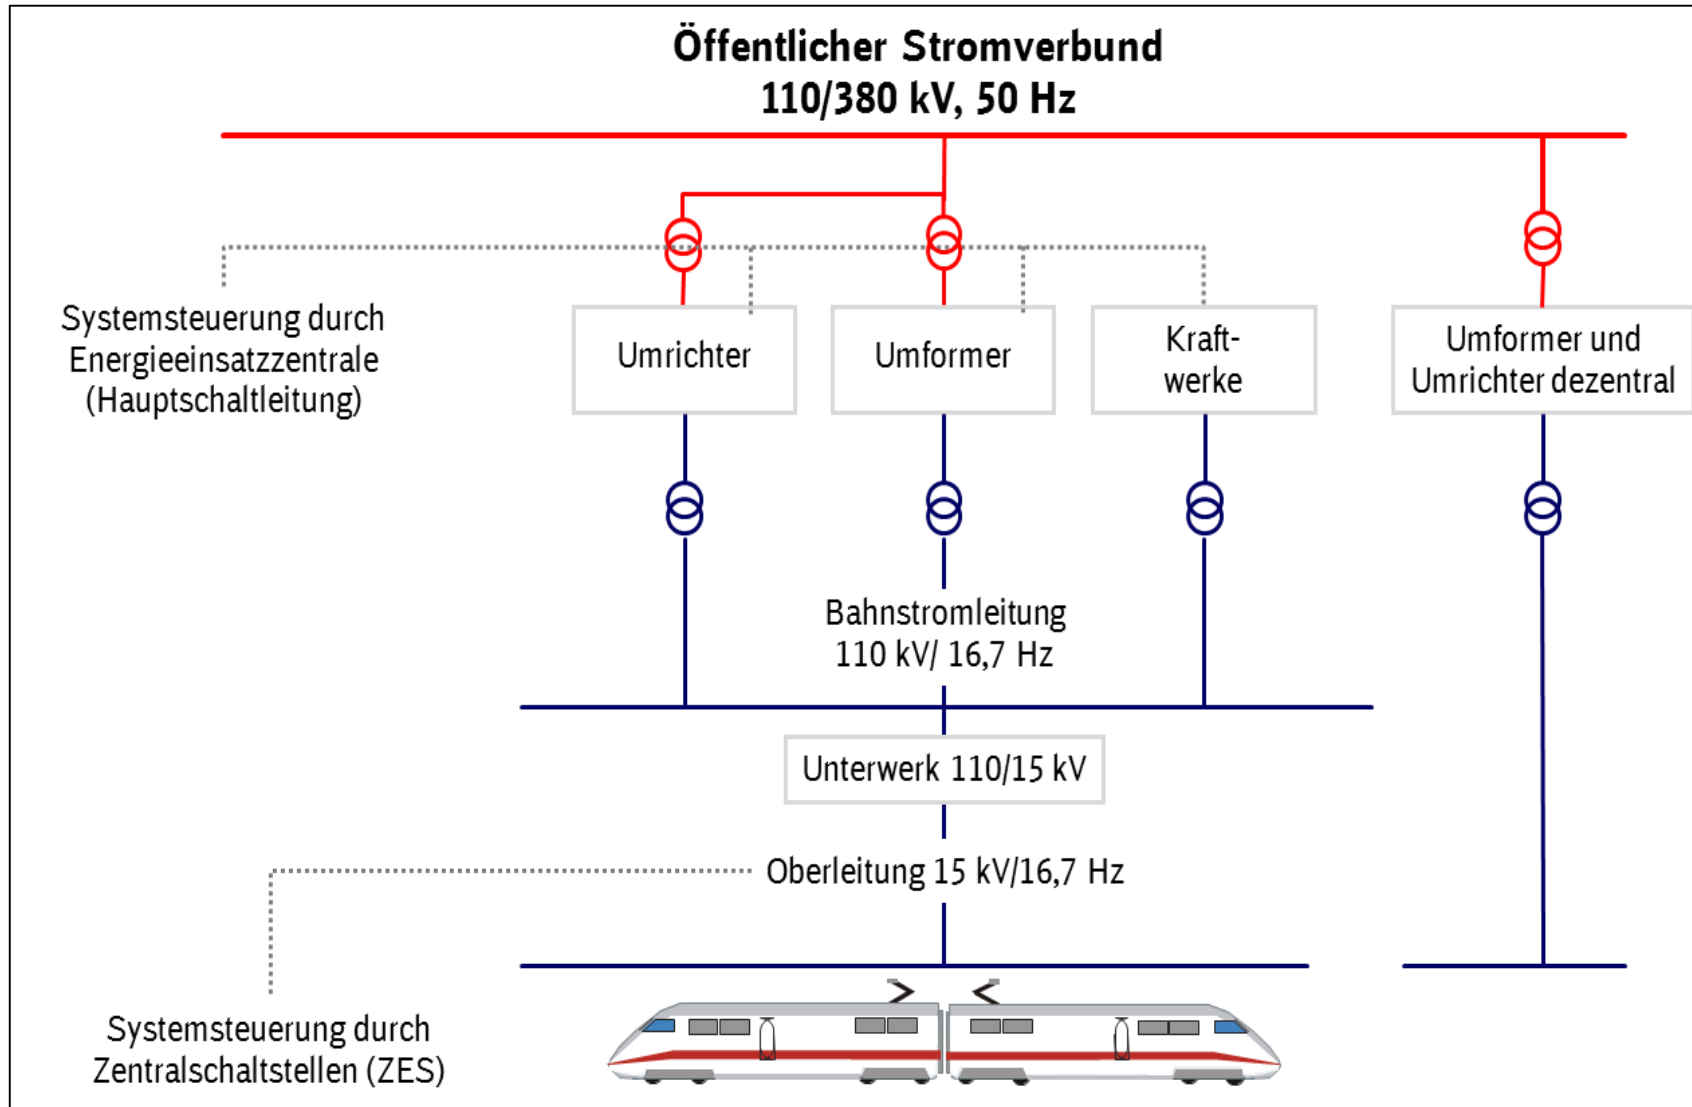 Öffentlicher Stromverbund
110/380 kV, 50 Hz
Systemsteuerung durch
Energieeinsatzzentrale
(Hauptschaltleitung)
Umrichter
Umformer
Kraft-
werke
Umformer und
Umrichter dezentral
Bahnstromleitung
110 kV/ 16,7 Hz
Unterwerk 110/15 kV
Oberleitung 15 kV/16,7 Hz
Systemsteuerung durch
Zentralschaltstellen (ZES)